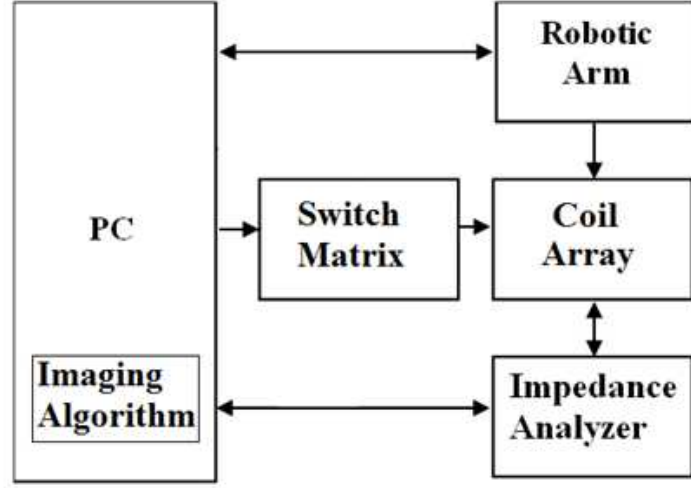 Robotic
Arm
PC
Switch
Matrix
Coil
Array
Imaging
Algorithm
Impedance
Analyzer